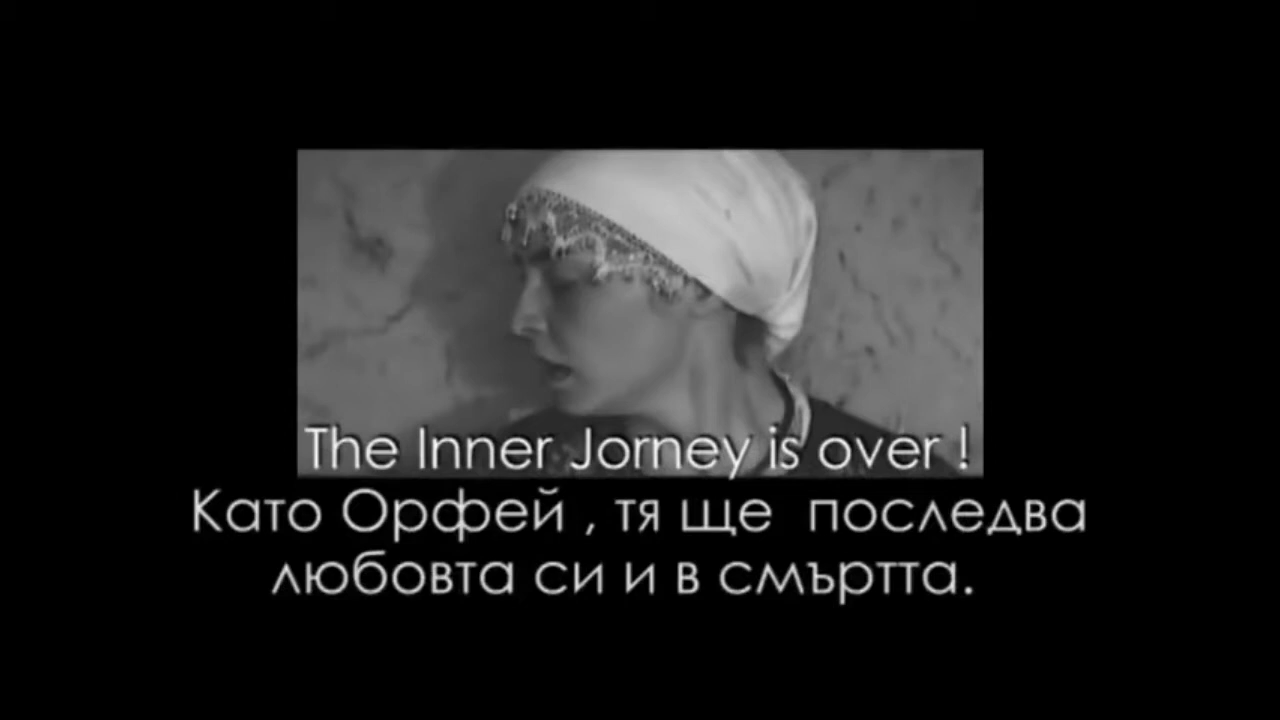 The Inner Jorney is over !
Като Орфей , тя ще последва
любовта си и в смъртта.